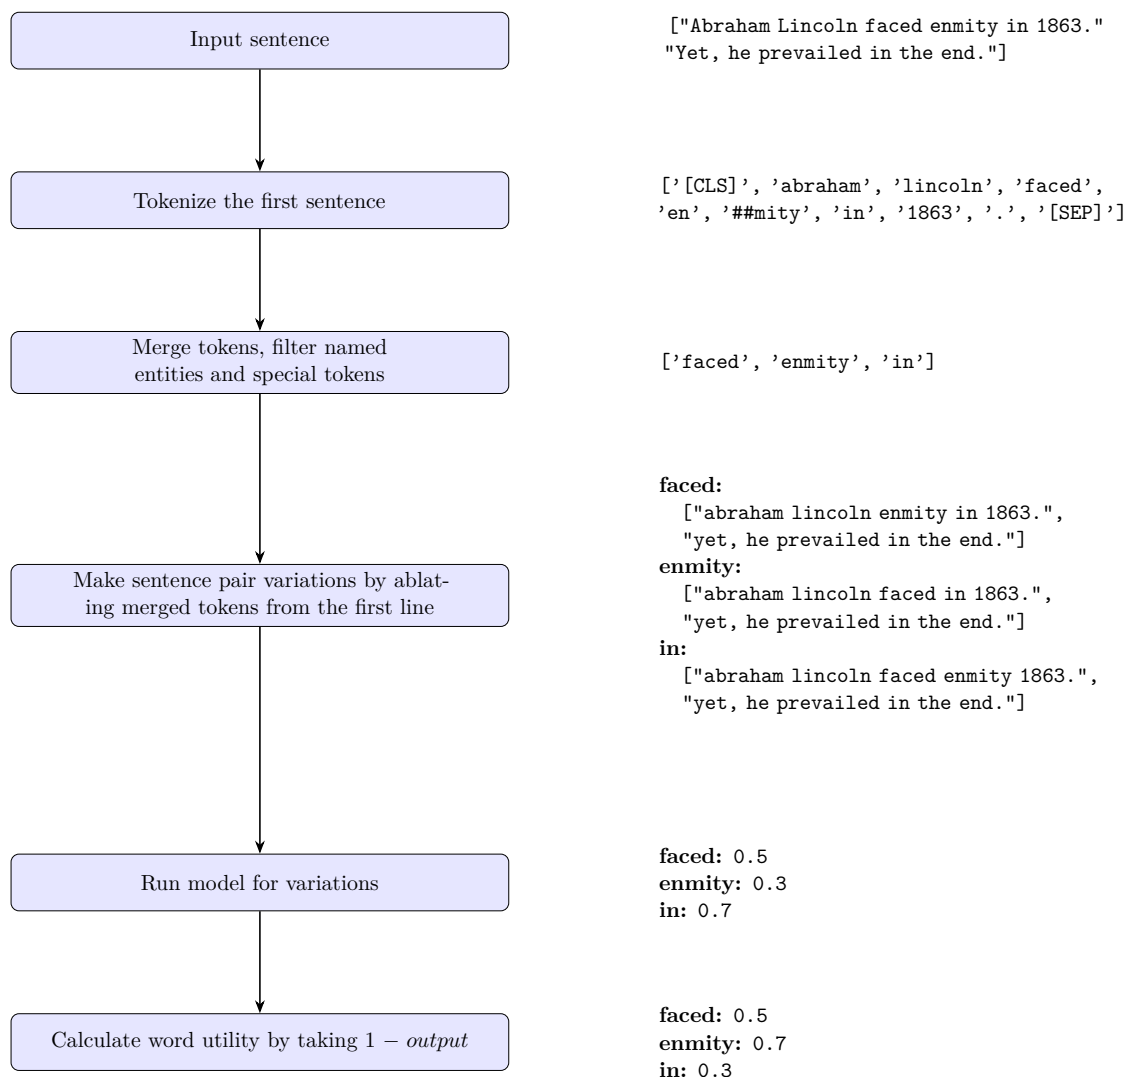 Input sentence
["Abraham Lincoln faced enmity in 1863."
"Yet, he prevailed in the end."]
Tokenize the first sentence
['[CLS]', 'abraham', 'lincoln', 'faced',
'en', '##mity', 'in', '1863', '.', '[SEP]']
Merge tokens, filter named
entities and special tokens
['faced', 'enmity', 'in']
Make sentence pair variations by ablat-
ing merged tokens from the first line
faced:
["abraham lincoln enmity in 1863.",
"yet, he prevailed in the end."]
enmity:
["abraham lincoln faced in 1863.",
"yet, he prevailed in the end."]
in:
["abraham lincoln faced enmity 1863.",
"yet, he prevailed in the end."]
Run model for variations
faced: 0.5
enmity: 0.3
in: 0.7
Calculate word utility by taking 1 − output
faced: 0.5
enmity: 0.7
in: 0.3